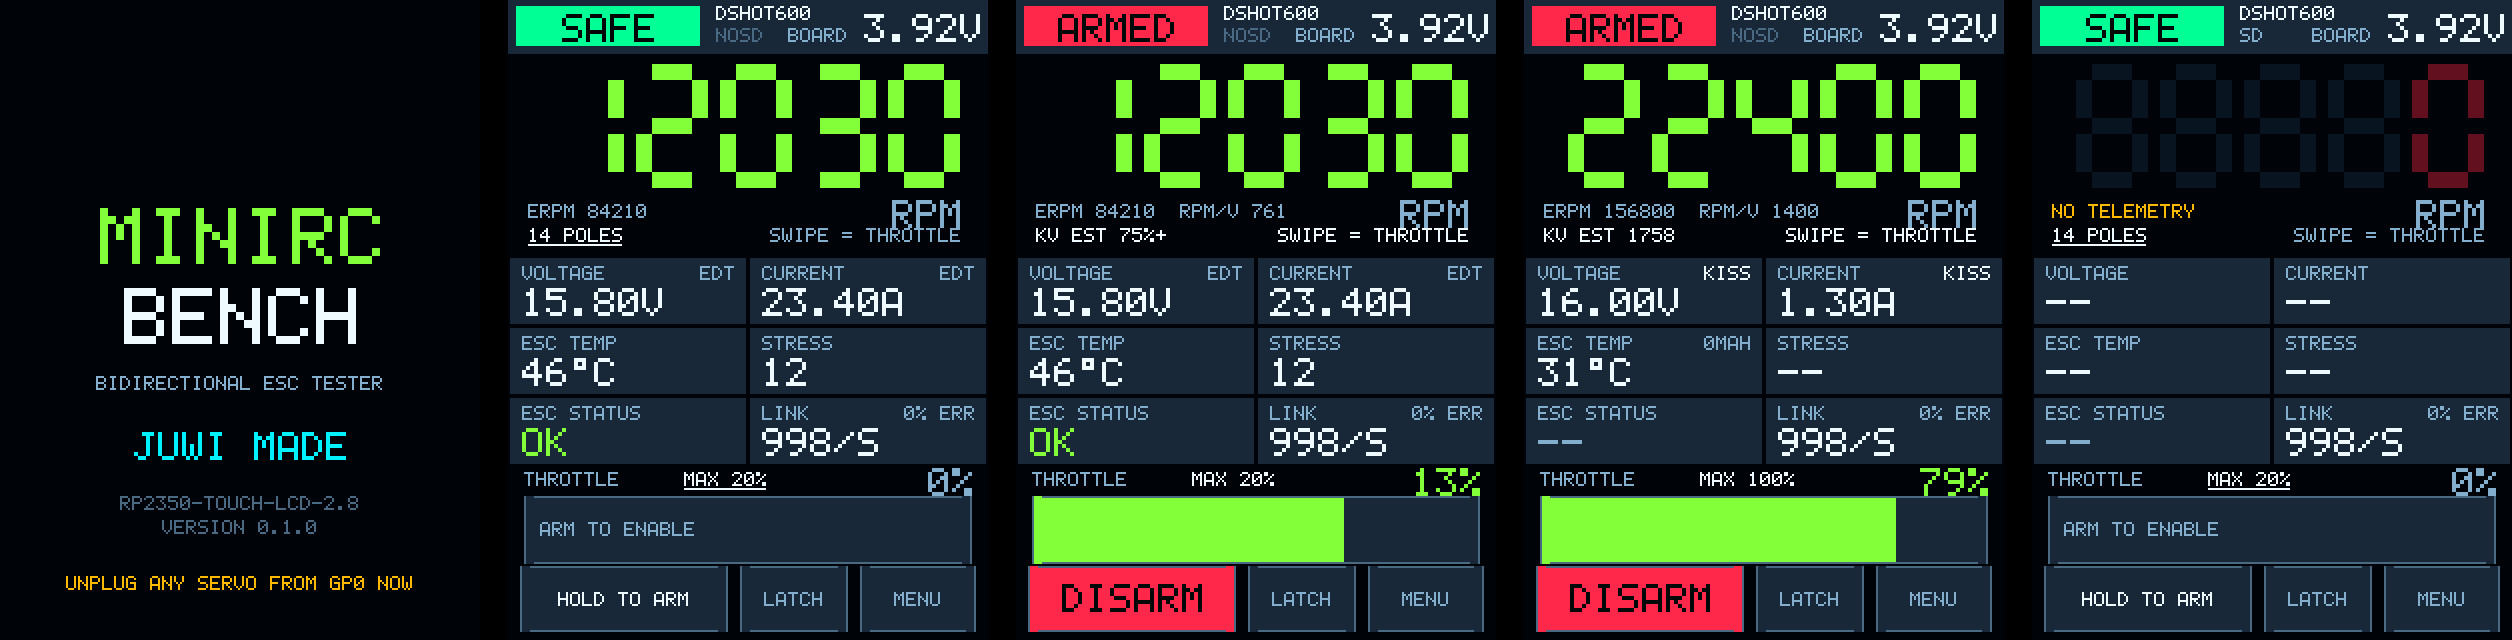 MINIRC
BENCH
BIDIRECTIONAL ESC TESTER
JUWI MADE
RP2350-TOUCH-LCD-2.8
VERSION 0.1.0
UNPLUG ANY SERVO FROM GP0 NOW
SAFE
DSHOT600
NOSD BOARD 3.92V
12030
ERPM 84210 RPM
14 POLES SWIPE = THROTTLE
VOLTAGE EDT CURRENT EDT
15.80V 23.40A
ESC TEMP STRESS
46°C 12
ESC STATUS LINK 0% ERR
OK 998/S
THROTTLE MAX 20% 0%
ARM TO ENABLE
HOLD TO ARM LATCH MENU
ARMED
DSHOT600
NOSD BOARD 3.92V
12030
ERPM 84210 RPM/V 761 RPM
KV EST 75%+ SWIPE = THROTTLE
VOLTAGE EDT CURRENT EDT
15.80V 23.40A
ESC TEMP STRESS
46°C 12
ESC STATUS LINK 0% ERR
OK 998/S
THROTTLE MAX 20% 13%
DISARM LATCH MENU
ARMED
DSHOT600
NOSD BOARD 3.92V
22400
ERPM 156800 RPM/V 1400 RPM
KV EST 1758 SWIPE = THROTTLE
VOLTAGE KISS CURRENT KISS
16.00V 1.30A
ESC TEMP 0MAH STRESS
31°C --
ESC STATUS LINK 0% ERR
-- 998/S
THROTTLE MAX 100% 79%
DISARM LATCH MENU
SAFE
DSHOT600
SD BOARD 3.92V
0
NO TELEMETRY RPM
14 POLES SWIPE = THROTTLE
VOLTAGE CURRENT
-- --
ESC TEMP STRESS
-- --
ESC STATUS LINK 0% ERR
-- 998/S
THROTTLE MAX 20% 0%
ARM TO ENABLE
HOLD TO ARM LATCH MENU